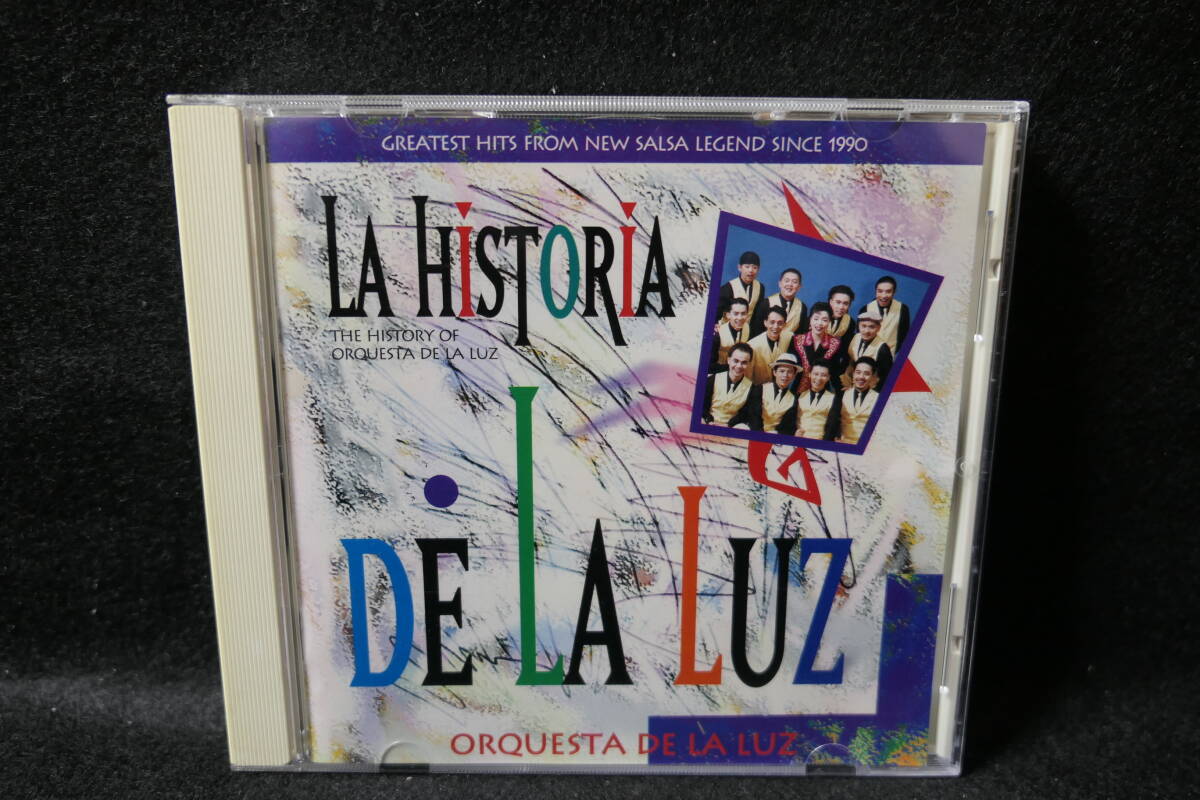 GREATEST HITS FROM NEW SALSA LEGEND SINCE 1990
LA HiSTORiA
THE HISTORY OF
ORQUESTA DE LA LUZ
DE LA LUZ
ORQUESTA DE LA LUZ